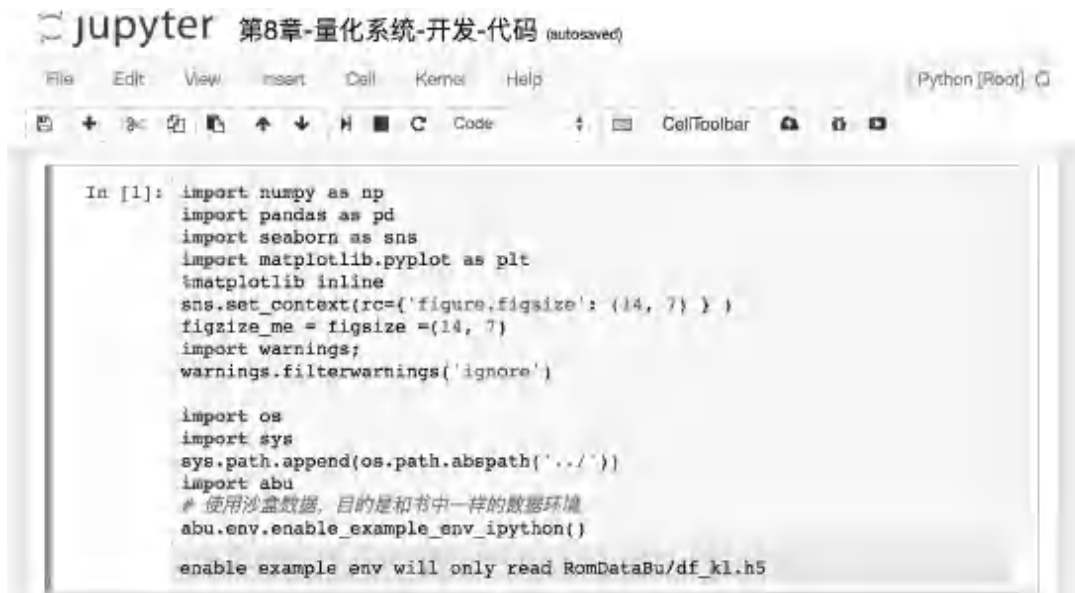 jupyter 第8章-量化系统-开发-代码 (autosaved)
File Edit View Insert Cell Kernel Help Python [Root]
Code CellToolbar
In [1]: import numpy as np
import pandas as pd
import seaborn as sns
import matplotlib.pyplot as plt
%matplotlib inline
sns.set_context(rc={'figure.figsize': (14, 7) } )
figzize_me = figsize =(14, 7)
import warnings;
warnings.filterwarnings('ignore')
import os
import sys
sys.path.append(os.path.abspath('../'))
import abu
# 使用沙盒数据，目的是和书中一样的数据环境
abu.env.enable_example_env_ipython()
enable example env will only read RomDataBu/df_kl.h5